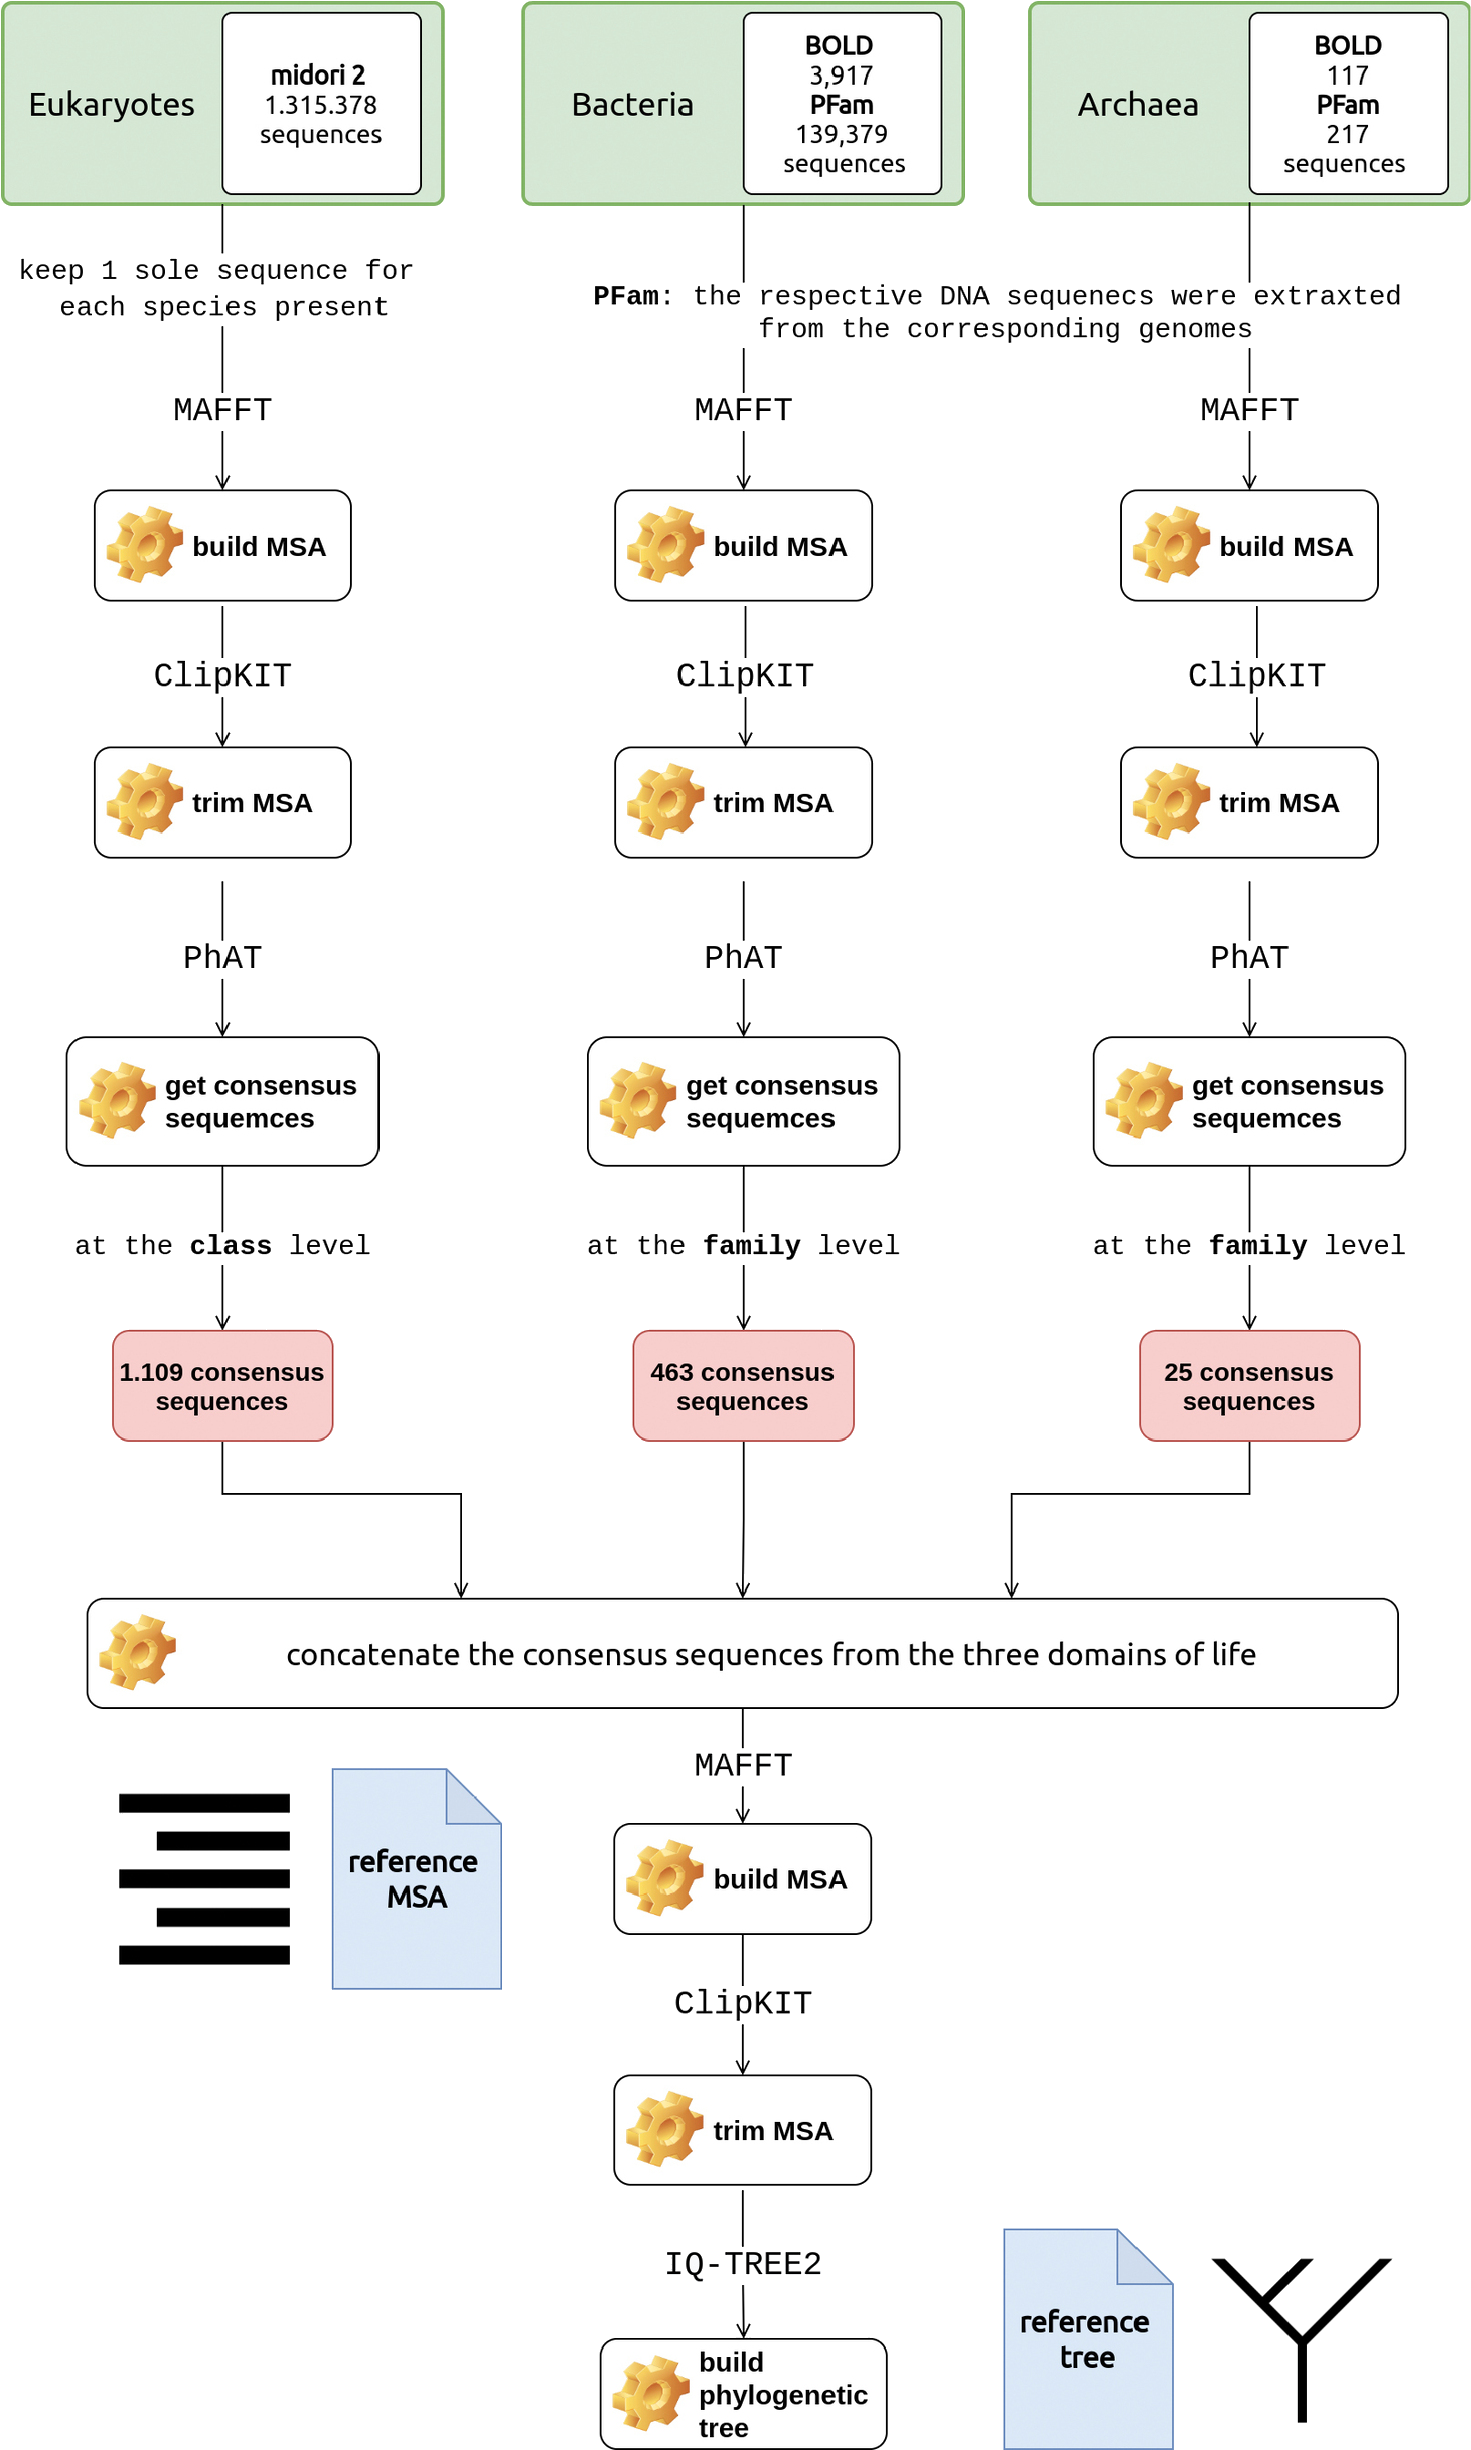 Eukaryotes
midori 2
1.315.378
sequences
Bacteria
BOLD
3,917
PFam
139,379
sequences
Archaea
BOLD
117
PFam
217
sequences
keep 1 sole sequence for
each species present
PFam: the respective DNA sequenecs were extraxted
from the corresponding genomes
MAFFT
MAFFT
MAFFT
build MSA
build MSA
build MSA
ClipKIT
ClipKIT
ClipKIT
trim MSA
trim MSA
trim MSA
PhAT
PhAT
PhAT
get consensus
sequemces
get consensus
sequemces
get consensus
sequemces
at the class level
at the family level
at the family level
1.109 consensus
sequences
463 consensus
sequences
25 consensus
sequences
concatenate the consensus sequences from the three domains of life
MAFFT
reference
MSA
build MSA
ClipKIT
trim MSA
IQ-TREE2
reference
tree
build
phylogenetic
tree